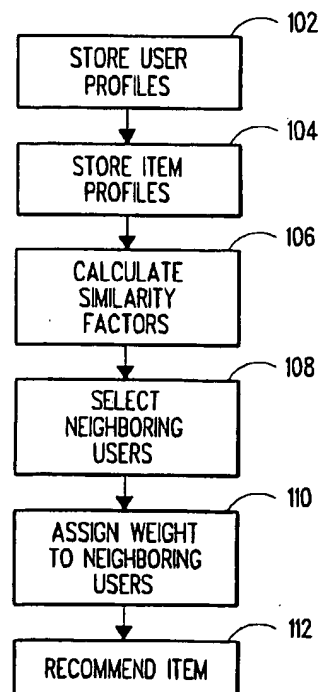 102
STORE USER
PROFILES
104
STORE ITEM
PROFILES
106
CALCULATE
SIMILARITY
FACTORS
108
SELECT
NEIGHBORING
USERS
110
ASSIGN WEIGHT
TO NEIGHBORING
USERS
112
RECOMMEND ITEM